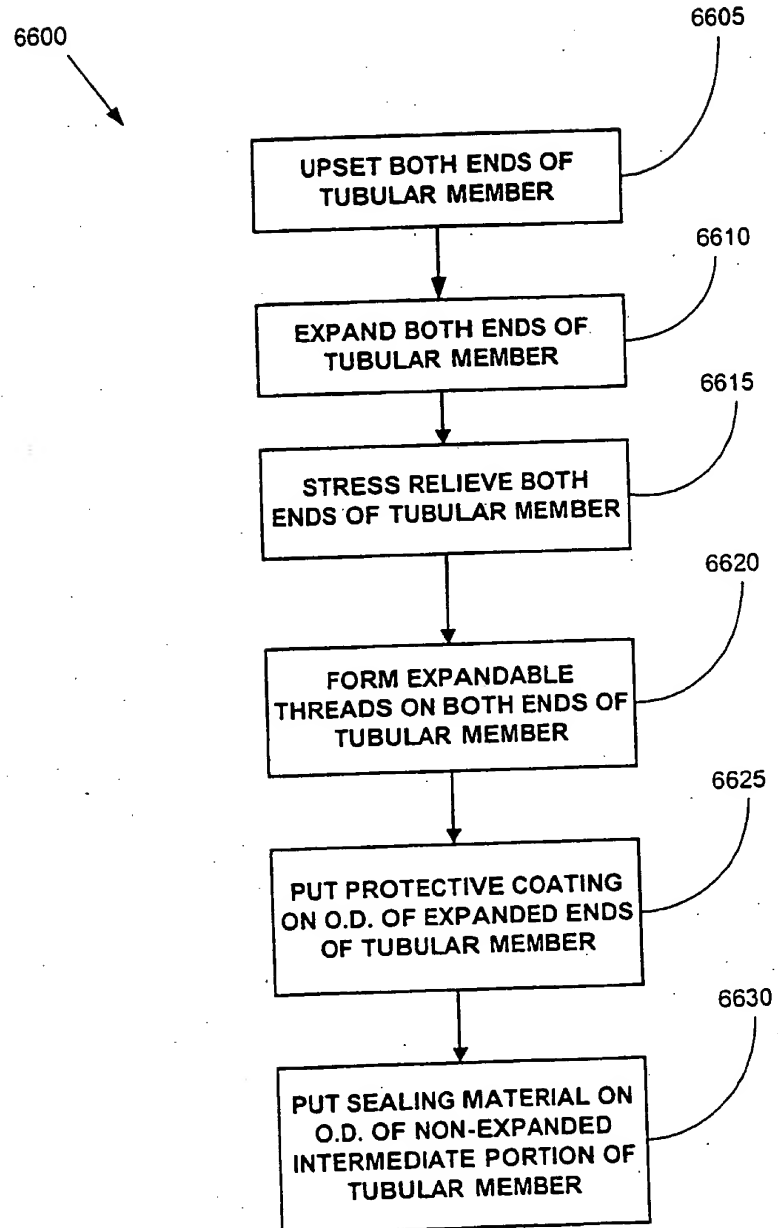 6600
6605
UPSET BOTH ENDS OF
TUBULAR MEMBER
6610
EXPAND BOTH ENDS OF
TUBULAR MEMBER
6615
STRESS RELIEVE BOTH
ENDS OF TUBULAR MEMBER
6620
FORM EXPANDABLE
THREADS ON BOTH ENDS OF
TUBULAR MEMBER
6625
PUT PROTECTIVE COATING
ON O.D. OF EXPANDED ENDS
OF TUBULAR MEMBER
6630
PUT SEALING MATERIAL ON
O.D. OF NON-EXPANDED
INTERMEDIATE PORTION OF
TUBULAR MEMBER